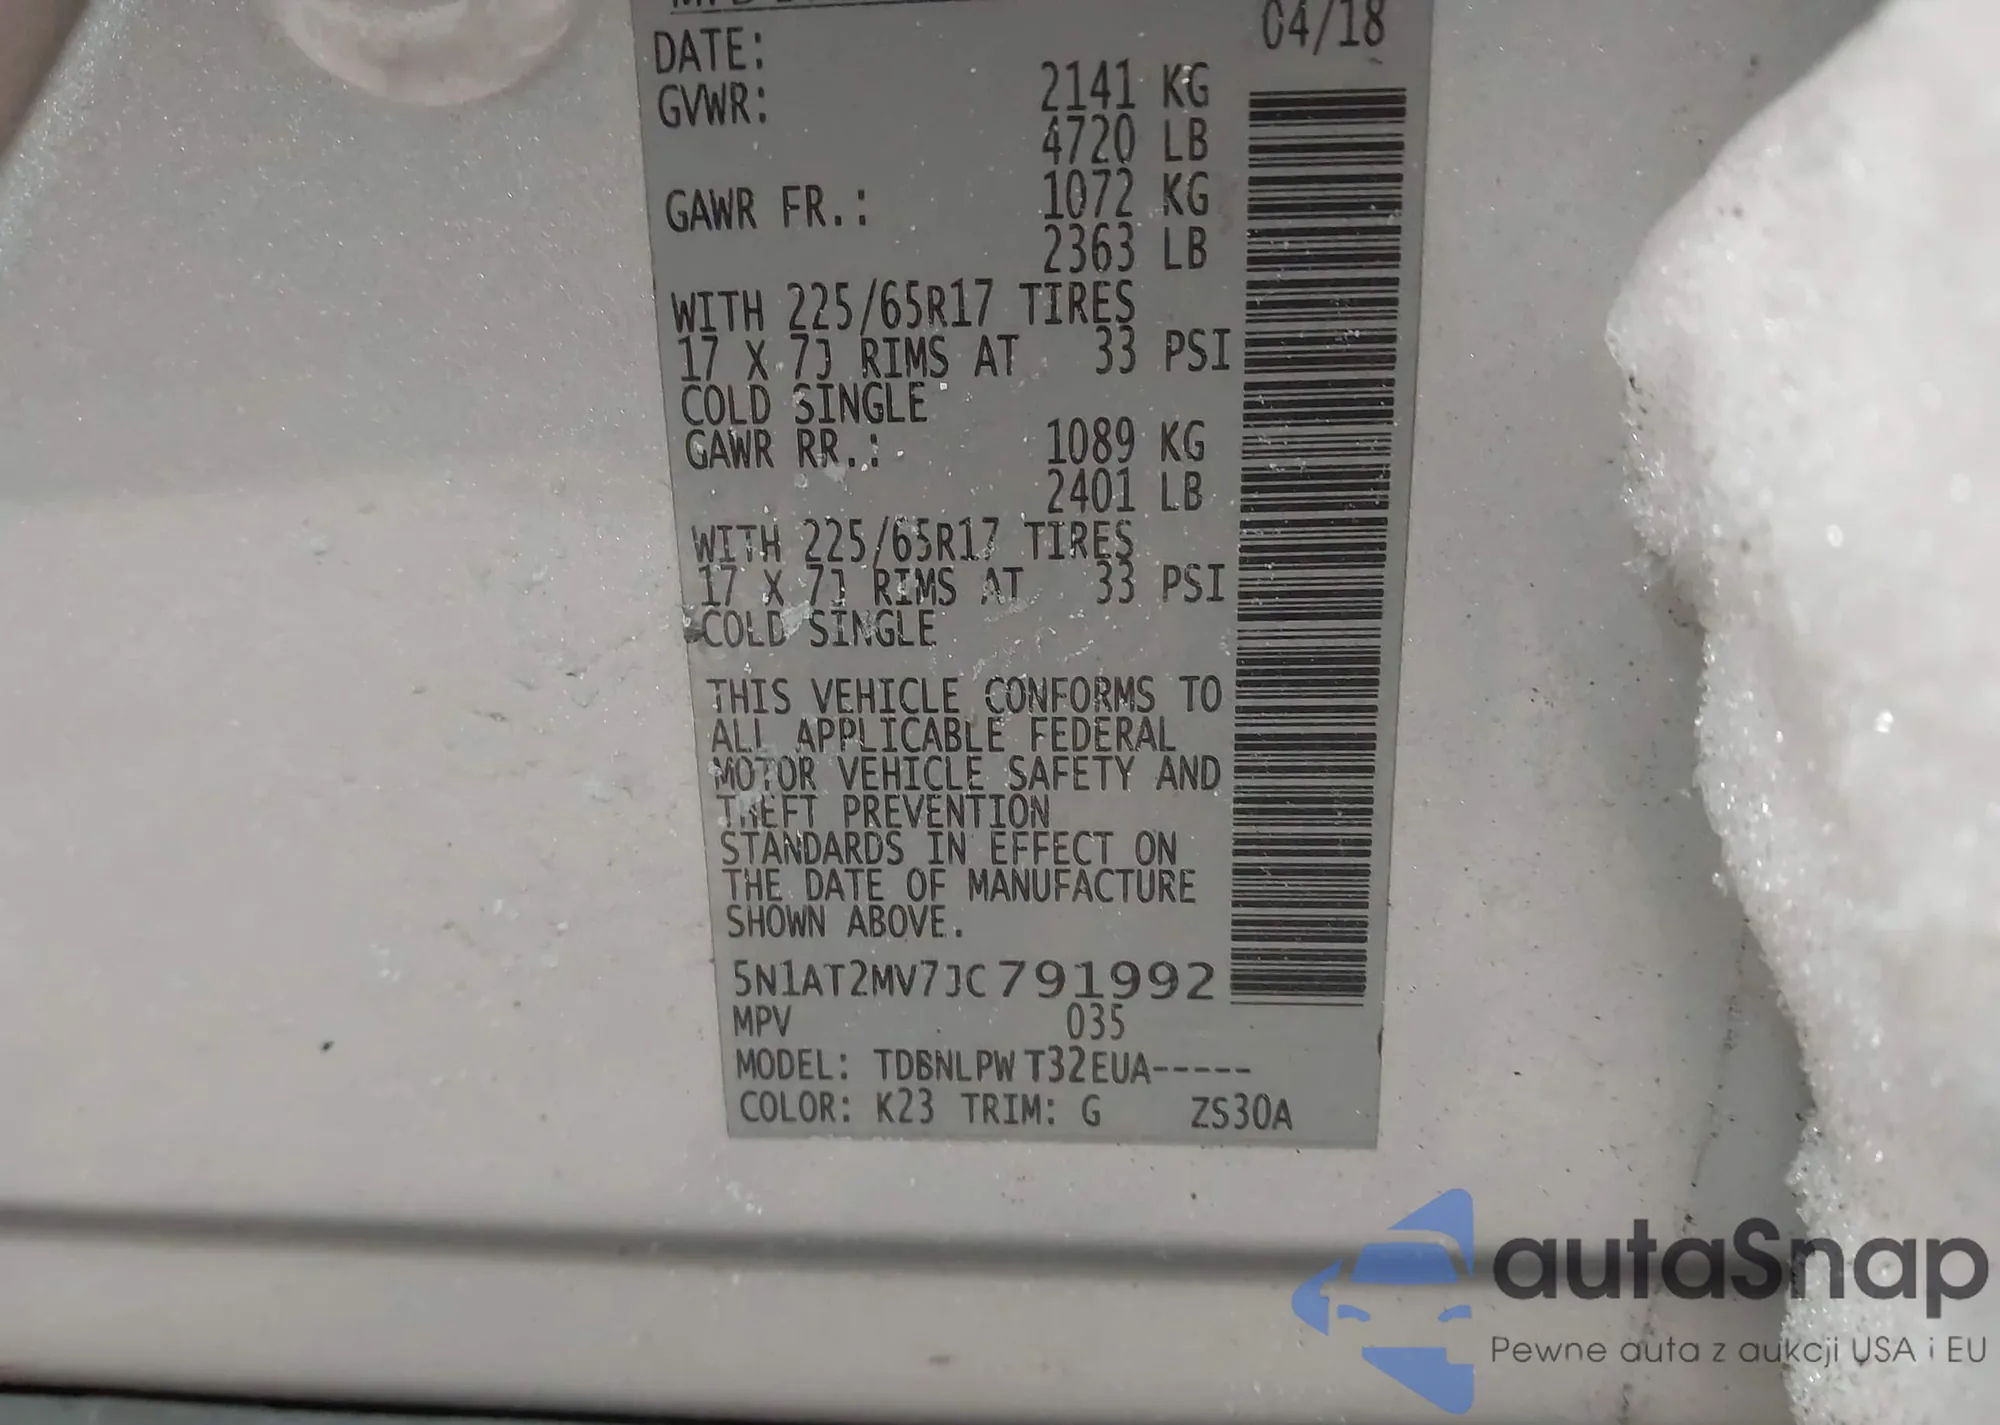 DATE: 04/18
GVWR: 2141 KG
4720 LB
GAWR FR.: 1072 KG
2363 LB
WITH 225/65R17 TIRES
17 X 7J RIMS AT 33 PSI
COLD SINGLE
GAWR RR.: 1089 KG
2401 LB
WITH 225/65R17 TIRES
17 X 7J RIMS AT 33 PSI
COLD SINGLE
THIS VEHICLE CONFORMS TO
ALL APPLICABLE FEDERAL
MOTOR VEHICLE SAFETY AND
THEFT PREVENTION
STANDARDS IN EFFECT ON
THE DATE OF MANUFACTURE
SHOWN ABOVE.
5N1AT2MV7JC791992
MPV 035
MODEL: TDBNLPW T32EUA-----
COLOR: K23 TRIM: G ZS30A
autaSnap
Pewne auta z aukcji USA i EU